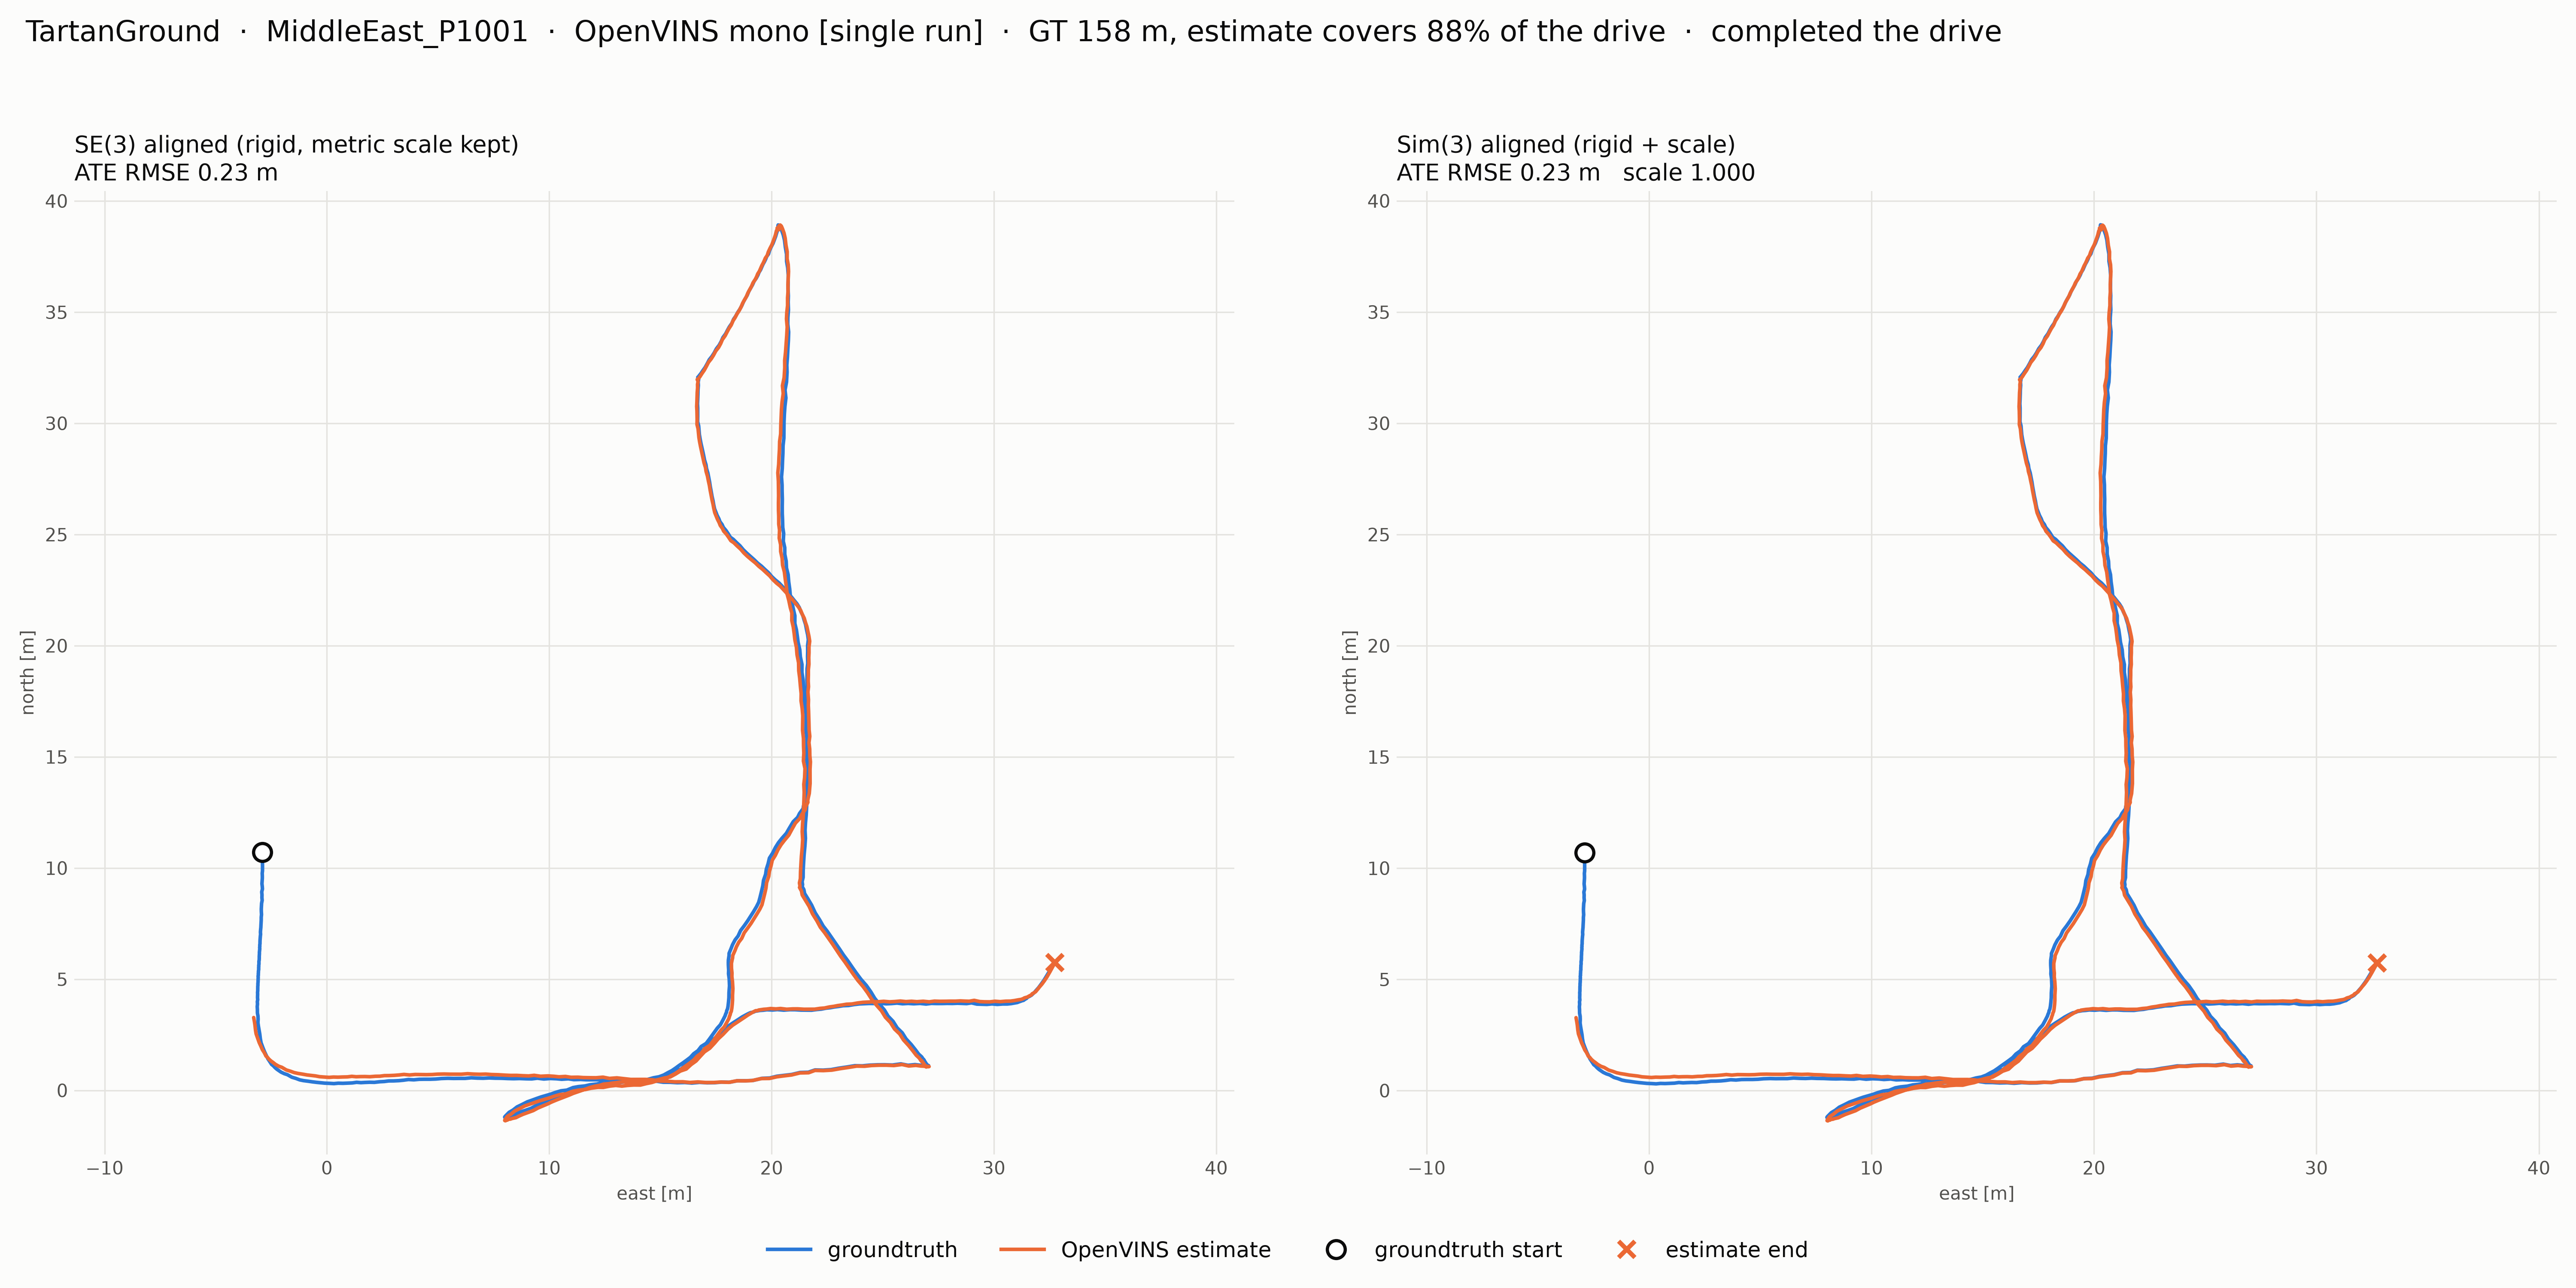 TartanGround · MiddleEast_P1001 · OpenVINS mono [single run] · GT 158 m, estimate covers 88% of the drive · completed the drive
SE(3) aligned (rigid, metric scale kept)
ATE RMSE 0.23 m
40
35
30
25
20
15
10
5
0
north [m]
−10
0
10
20
30
40
east [m]
Sim(3) aligned (rigid + scale)
ATE RMSE 0.23 m   scale 1.000
40
35
30
25
20
15
10
5
0
north [m]
−10
0
10
20
30
40
east [m]
groundtruth
OpenVINS estimate
groundtruth start
estimate end